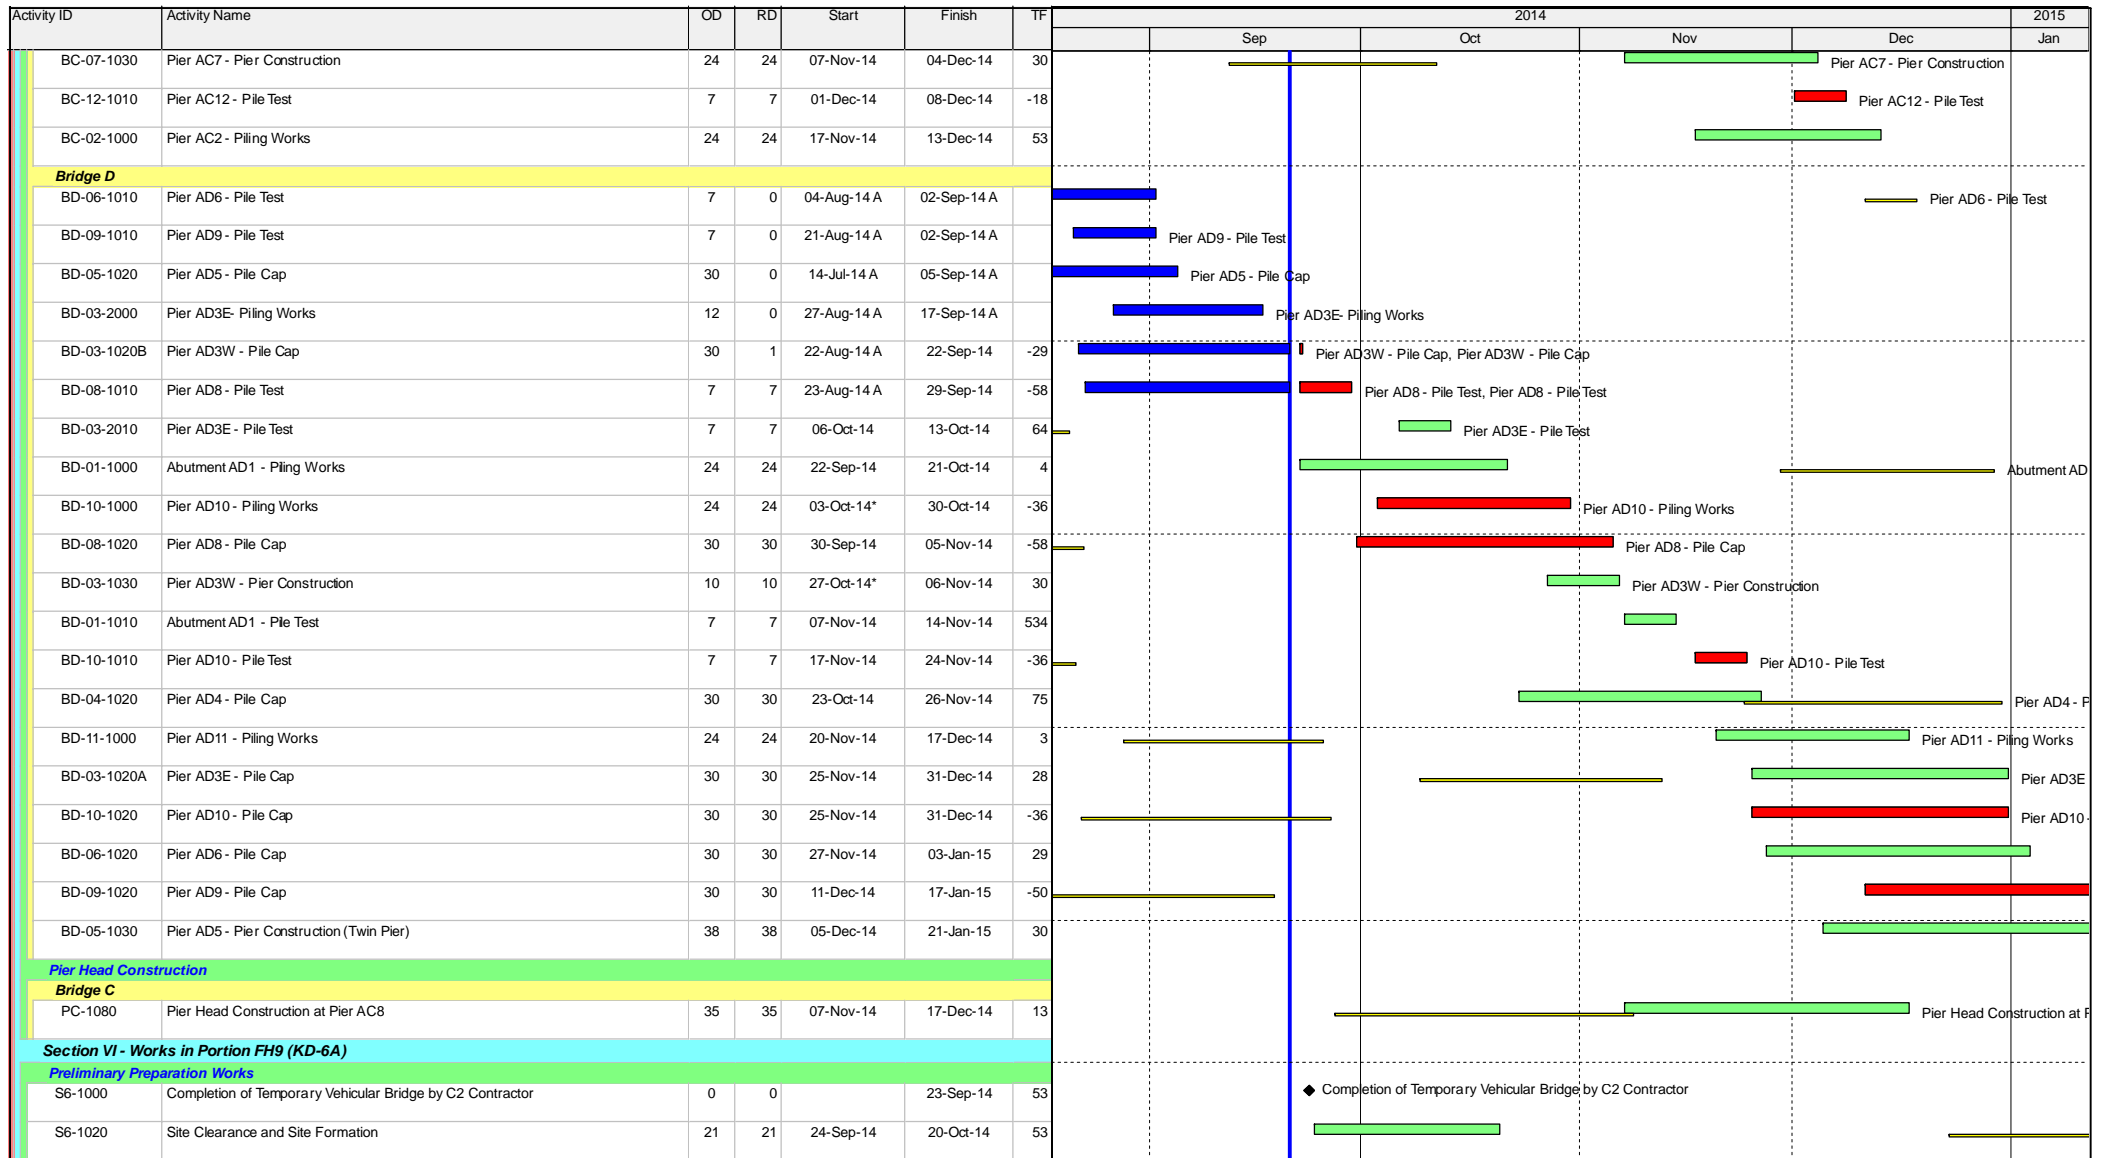 Activity ID Activity Name OD RD Start Finish TF 2014 2015
Sep Oct Nov Dec Jan
BC-07-1030 Pier AC7 - Pier Construction 24 24 07-Nov-14 04-Dec-14 30 Pier AC7 - Pier Construction
BC-12-1010 Pier AC12 - Pile Test 7 7 01-Dec-14 08-Dec-14 -18 Pier AC12 - Pile Test
BC-02-1000 Pier AC2 - Piling Works 24 24 17-Nov-14 13-Dec-14 53
Bridge D
BD-06-1010 Pier AD6 - Pile Test 7 0 04-Aug-14 A 02-Sep-14 A Pier AD6 - Pile Test
BD-09-1010 Pier AD9 - Pile Test 7 0 21-Aug-14 A 02-Sep-14 A Pier AD9 - Pile Test
BD-05-1020 Pier AD5 - Pile Cap 30 0 14-Jul-14 A 05-Sep-14 A Pier AD5 - Pile Cap
BD-03-2000 Pier AD3E- Piling Works 12 0 27-Aug-14 A 17-Sep-14 A Pier AD3E- Piling Works
BD-03-1020B Pier AD3W - Pile Cap 30 1 22-Aug-14 A 22-Sep-14 -29 Pier AD3W - Pile Cap, Pier AD3W - Pile Cap
BD-08-1010 Pier AD8 - Pile Test 7 7 23-Aug-14 A 29-Sep-14 -58 Pier AD8 - Pile Test, Pier AD8 - Pile Test
BD-03-2010 Pier AD3E - Pile Test 7 7 06-Oct-14 13-Oct-14 64 Pier AD3E - Pile Test
BD-01-1000 Abutment AD1 - Piling Works 24 24 22-Sep-14 21-Oct-14 4 Abutment AD
BD-10-1000 Pier AD10 - Piling Works 24 24 03-Oct-14* 30-Oct-14 -36 Pier AD10 - Piling Works
BD-08-1020 Pier AD8 - Pile Cap 30 30 30-Sep-14 05-Nov-14 -58 Pier AD8 - Pile Cap
BD-03-1030 Pier AD3W - Pier Construction 10 10 27-Oct-14* 06-Nov-14 30 Pier AD3W - Pier Construction
BD-01-1010 Abutment AD1 - Pile Test 7 7 07-Nov-14 14-Nov-14 534
BD-10-1010 Pier AD10 - Pile Test 7 7 17-Nov-14 24-Nov-14 -36 Pier AD10 - Pile Test
BD-04-1020 Pier AD4 - Pile Cap 30 30 23-Oct-14 26-Nov-14 75 Pier AD4 - P
BD-11-1000 Pier AD11 - Piling Works 24 24 20-Nov-14 17-Dec-14 3 Pier AD11 - Piling Works
BD-03-1020A Pier AD3E - Pile Cap 30 30 25-Nov-14 31-Dec-14 28 Pier AD3E
BD-10-1020 Pier AD10 - Pile Cap 30 30 25-Nov-14 31-Dec-14 -36 Pier AD10 -
BD-06-1020 Pier AD6 - Pile Cap 30 30 27-Nov-14 03-Jan-15 29
BD-09-1020 Pier AD9 - Pile Cap 30 30 11-Dec-14 17-Jan-15 -50
BD-05-1030 Pier AD5 - Pier Construction (Twin Pier) 38 38 05-Dec-14 21-Jan-15 30
Pier Head Construction
Bridge C
PC-1080 Pier Head Construction at Pier AC8 35 35 07-Nov-14 17-Dec-14 13 Pier Head Construction at P
Section VI - Works in Portion FH9 (KD-6A)
Preliminary Preparation Works
S6-1000 Completion of Temporary Vehicular Bridge by C2 Contractor 0 0 23-Sep-14 53 Completion of Temporary Vehicular Bridge by C2 Contractor
S6-1020 Site Clearance and Site Formation 21 21 24-Sep-14 20-Oct-14 53